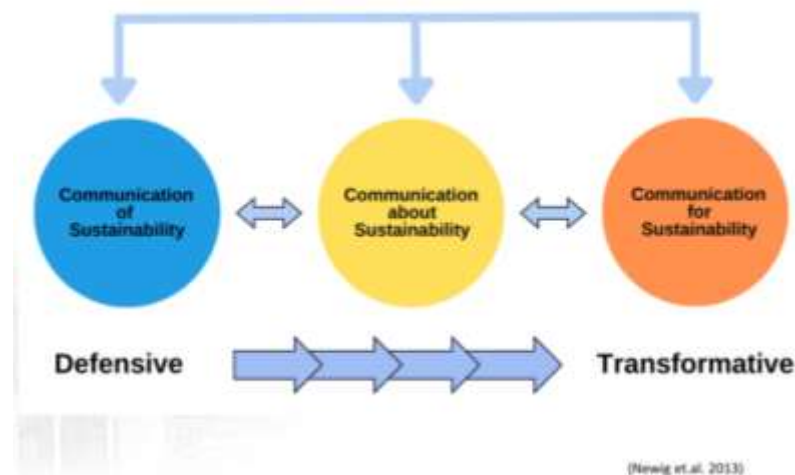 Communication
of
Sustainability
Communication
about
Sustainability
Communication
for
Sustainability
Defensive
Transformative
(Newig et.al. 2013)